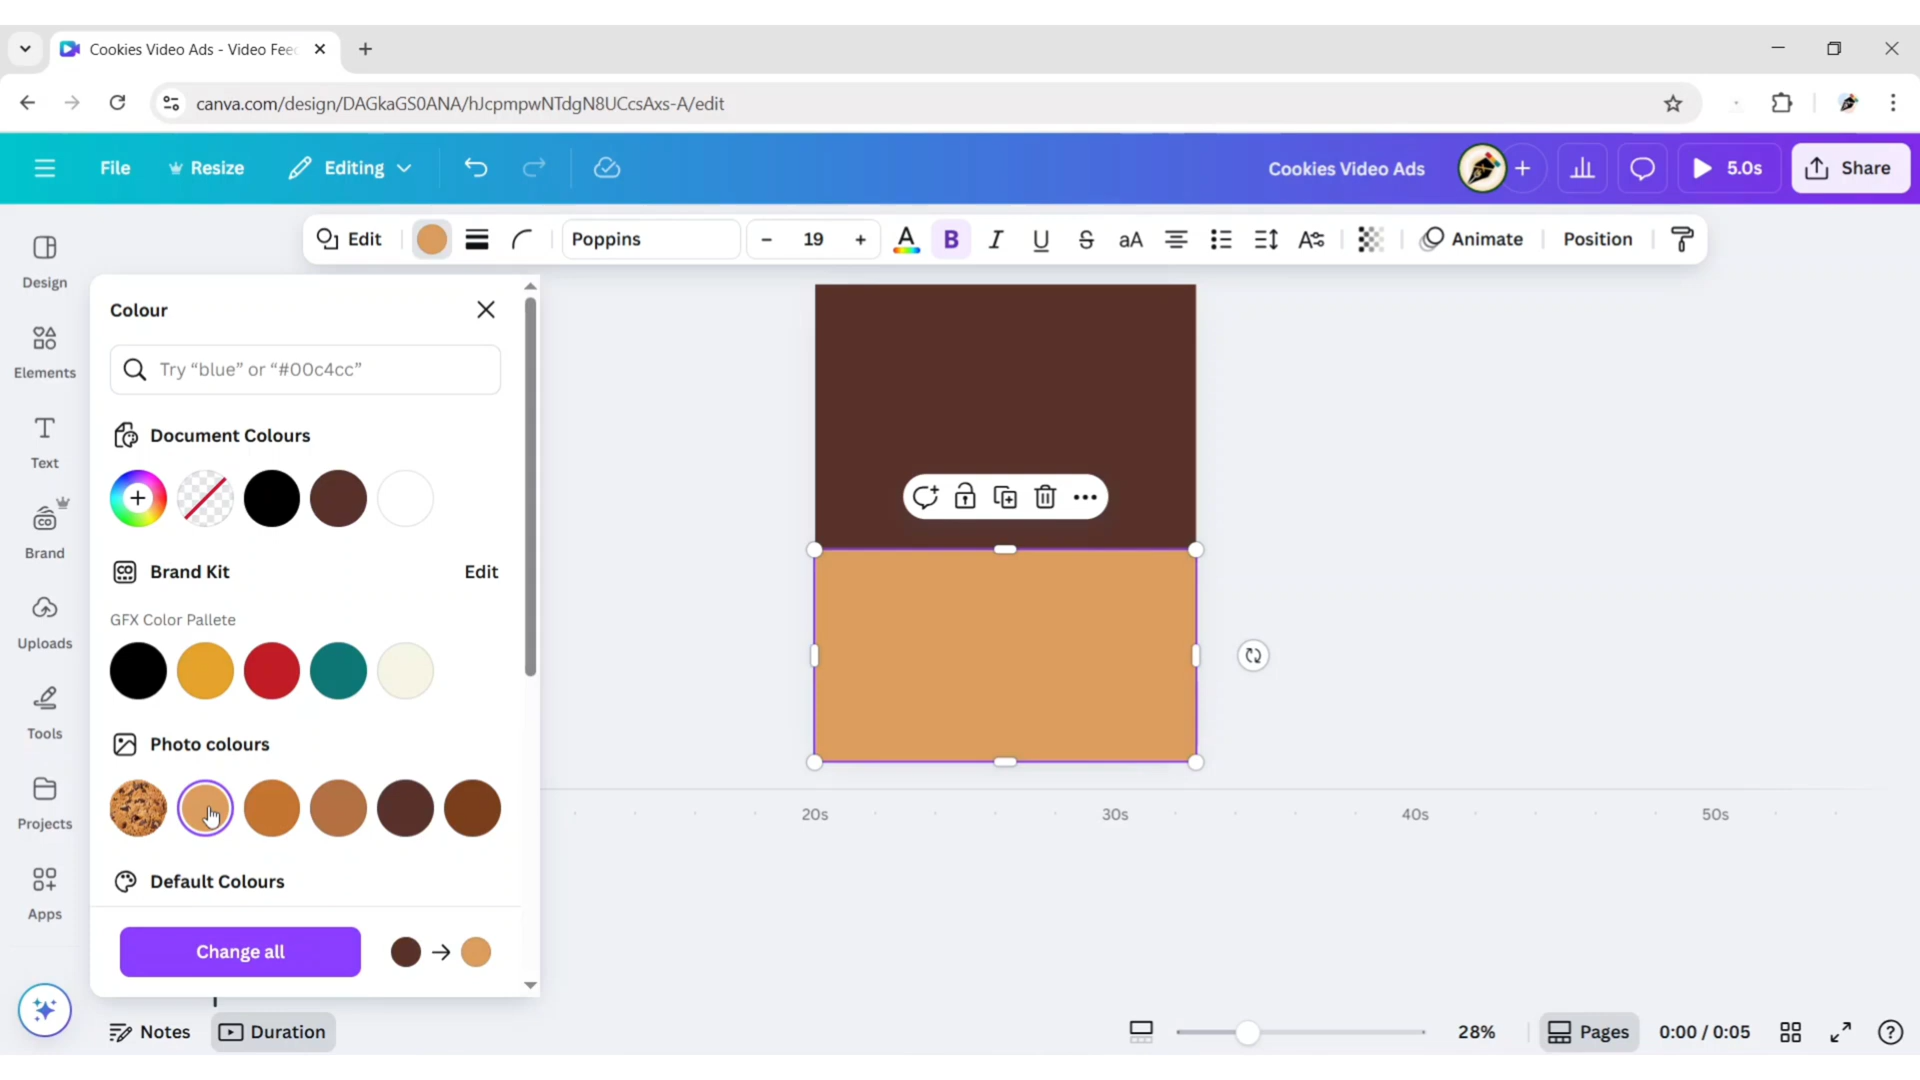 Cookies Video Ads - Video Feec
canva.com/design/DAGkaGS0ANA/hJcpmpwNTdgN8UCcsAxs-A/edit
File
Resize
Editing
Cookies Video Ads
5.0s
Share
Edit
Poppins
19
A
B
I
U
S
aA
Animate
Position
Design
Elements
Text
Brand
Uploads
Tools
Projects
Apps
Colour
Try “blue” or “#00c4cc”
Document Colours
Brand Kit
Edit
GFX Color Pallete
Photo colours
Default Colours
Change all
20s
30s
40s
50s
Notes
Duration
28%
Pages
0:00 / 0:05